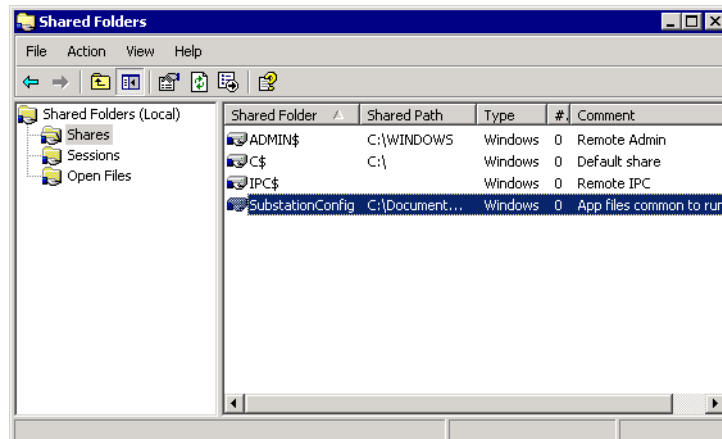 Shared Folders
File Action View Help
Shared Folders (Local)
Shares
Sessions
Open Files
Shared Folder Shared Path Type #. Comment
ADMIN$ C:\WINDOWS Windows 0 Remote Admin
C$ C:\ Windows 0 Default share
IPC$ Windows 0 Remote IPC
SubstationConfig C:\Document... Windows 0 App files common to run